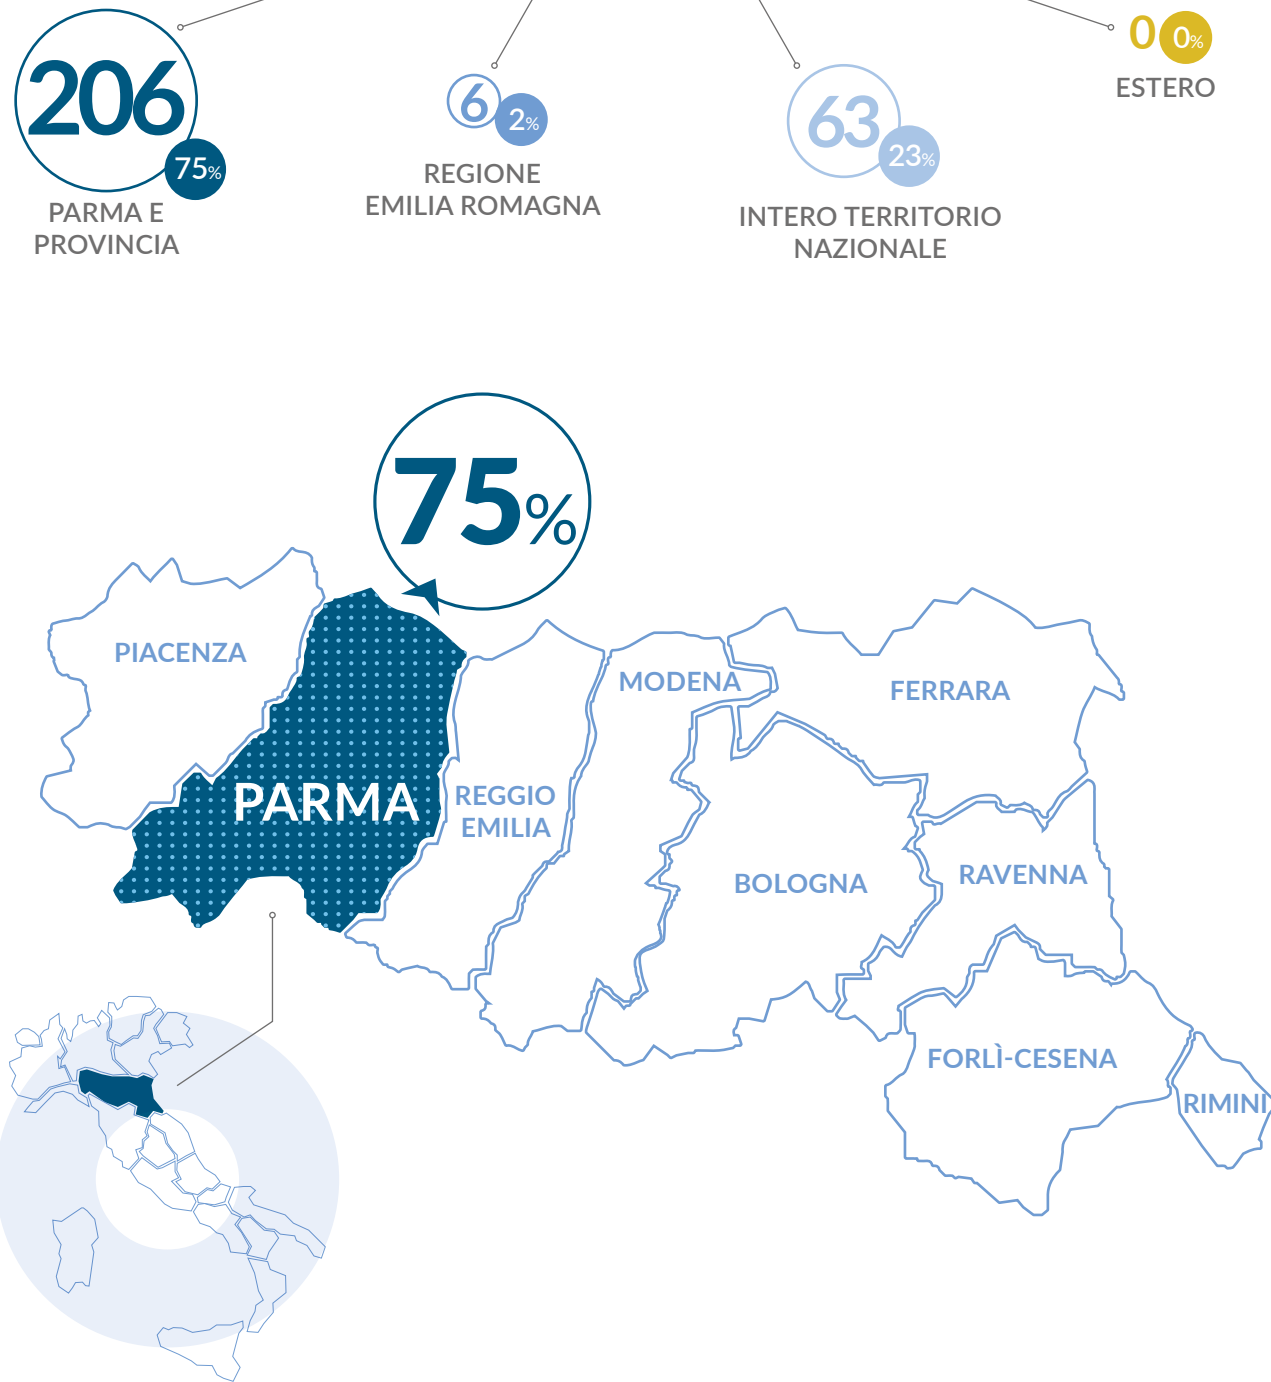 206
75%
PARMA E
PROVINCIA
6
2%
REGIONE
EMILIA ROMAGNA
63
23%
INTERO TERRITORIO
NAZIONALE
0
0%
ESTERO
75%
PIACENZA
PARMA
REGGIO
EMILIA
MODENA
FERRARA
BOLOGNA
RAVENNA
FORLÌ-CESENA
RIMINI